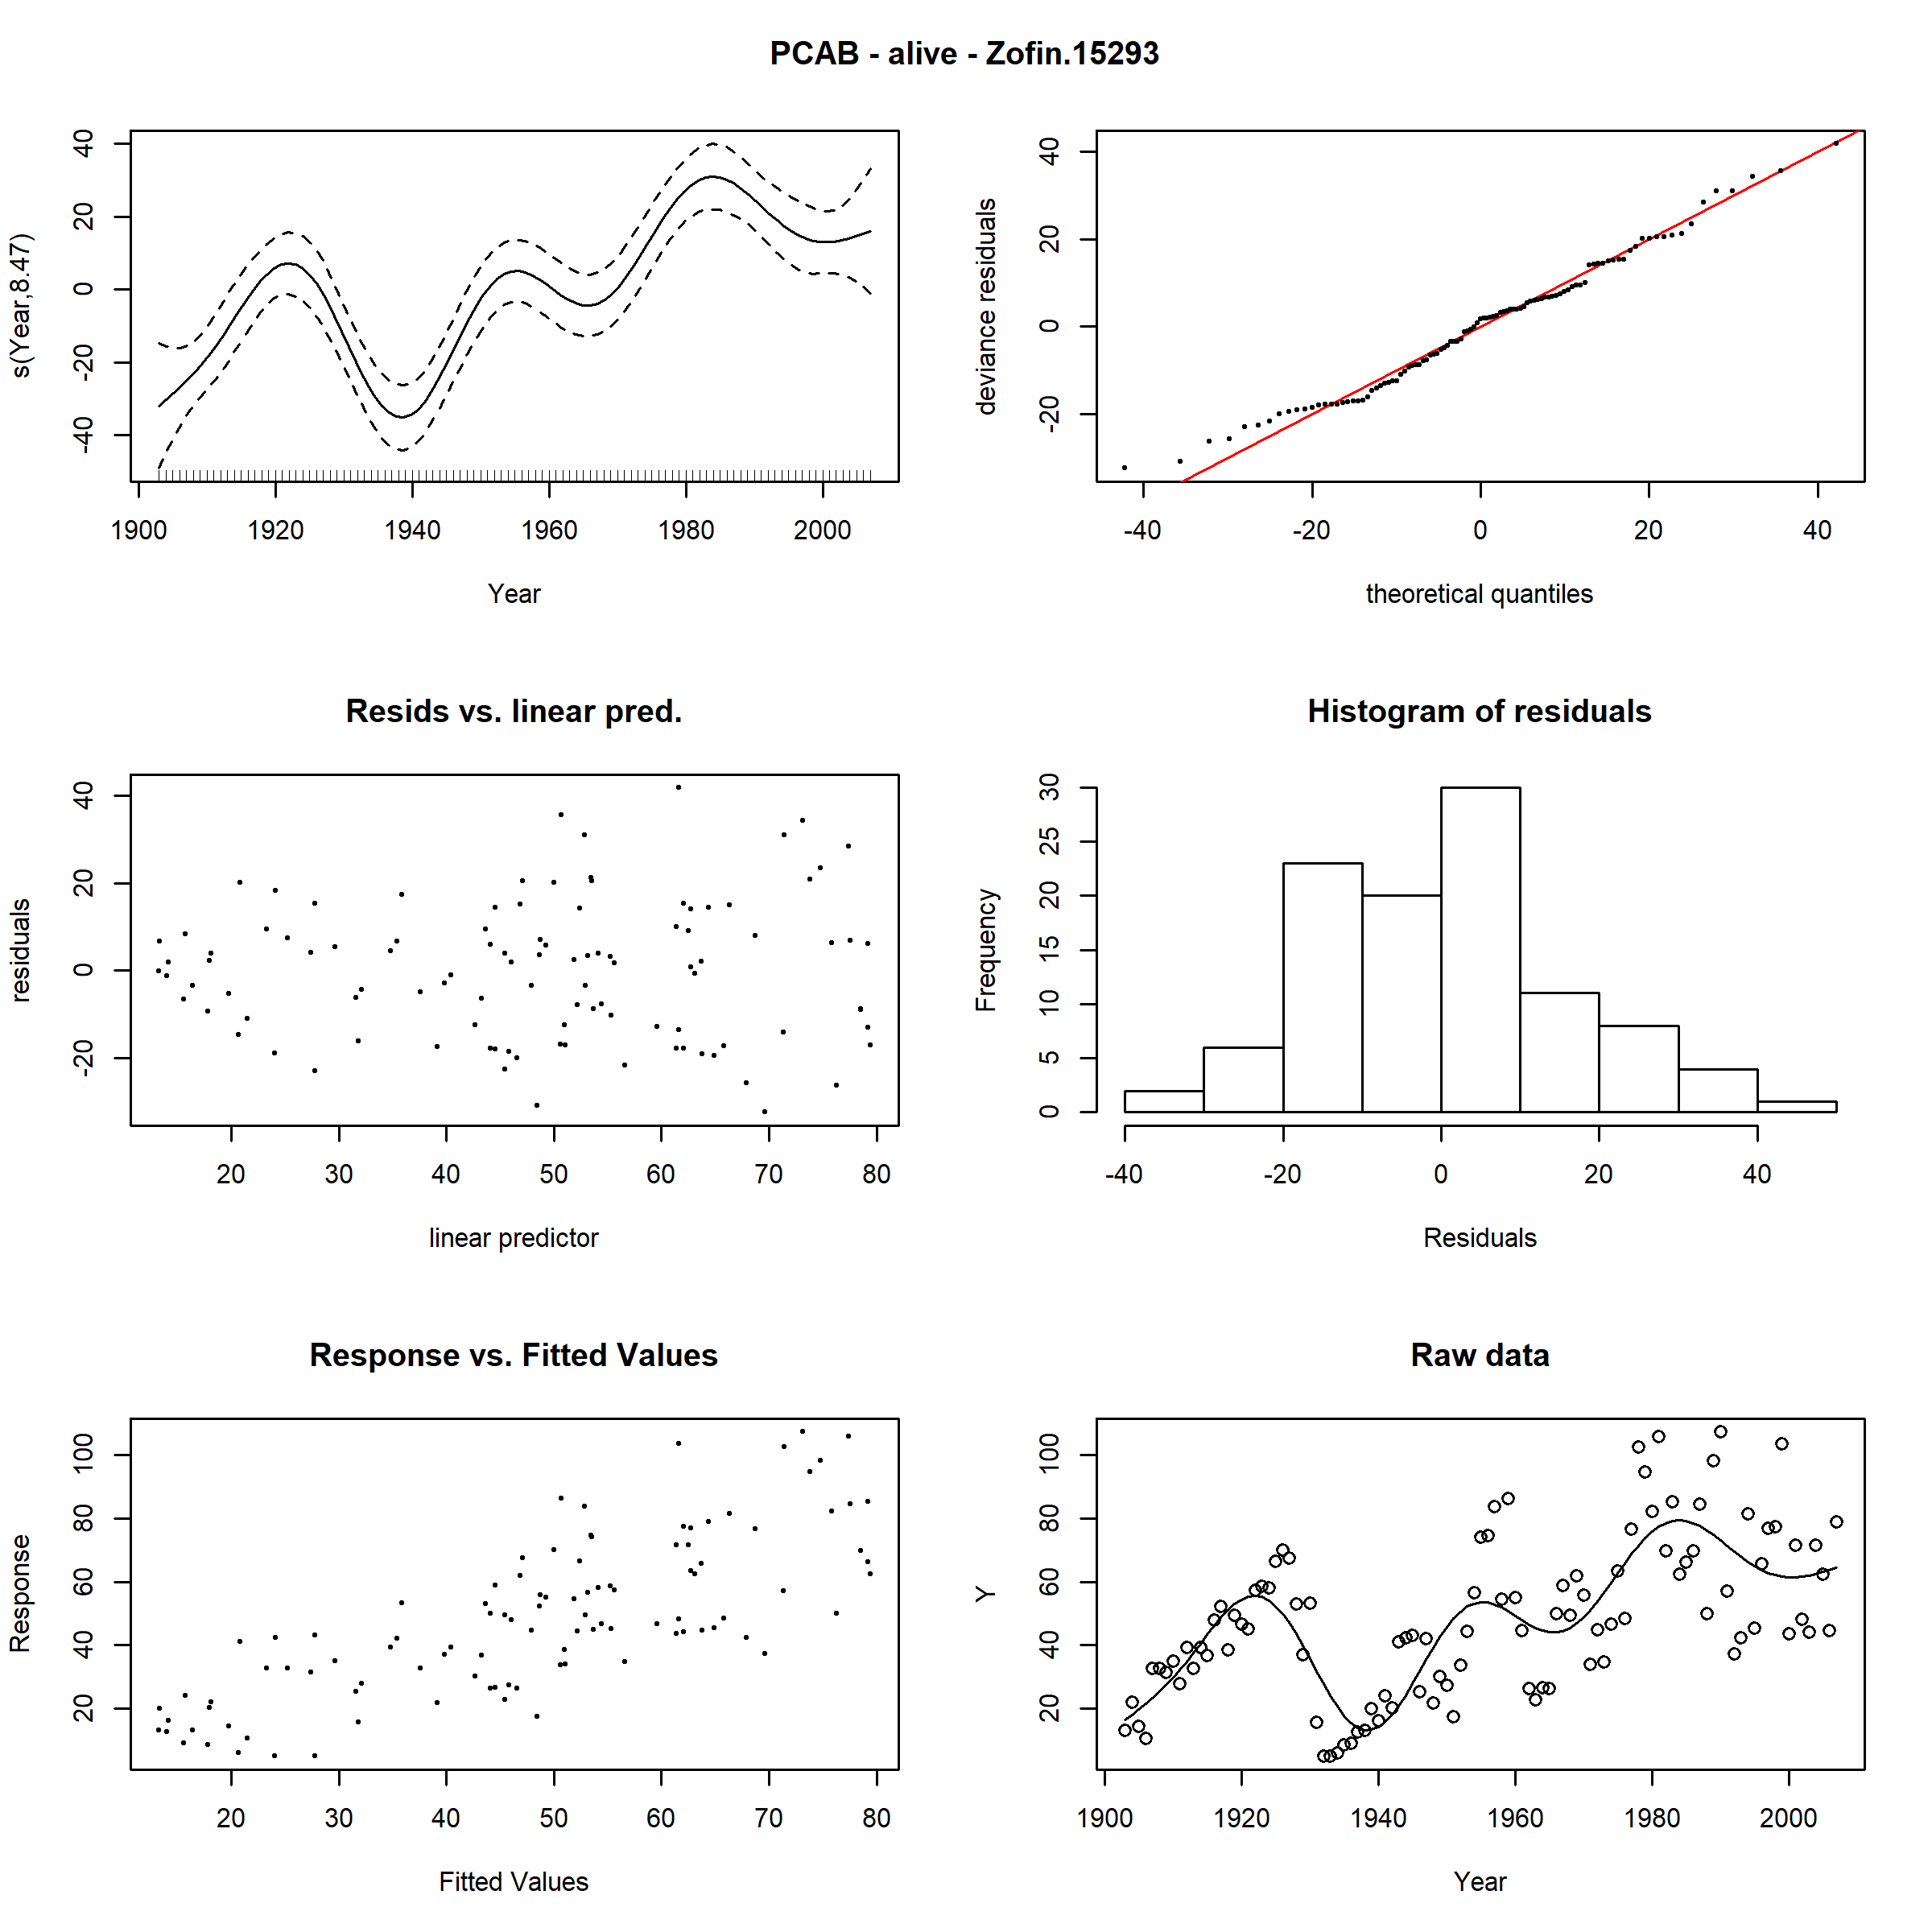 PCAB - alive - Zofin.15293
s(Year,8.47)
-40 -20 0 20 40
1900 1920 1940 1960 1980 2000
Year
deviance residuals
-20 0 20 40
-40 -20 0 20 40
theoretical quantiles
Resids vs. linear pred.
residuals
-20 0 20 40
20 30 40 50 60 70 80
linear predictor
Histogram of residuals
Frequency
0 5 10 15 20 25 30
-40 -20 0 20 40
Residuals
Response vs. Fitted Values
Response
20 40 60 80 100
20 30 40 50 60 70 80
Fitted Values
Raw data
Y
20 40 60 80 100
1900 1920 1940 1960 1980 2000
Year